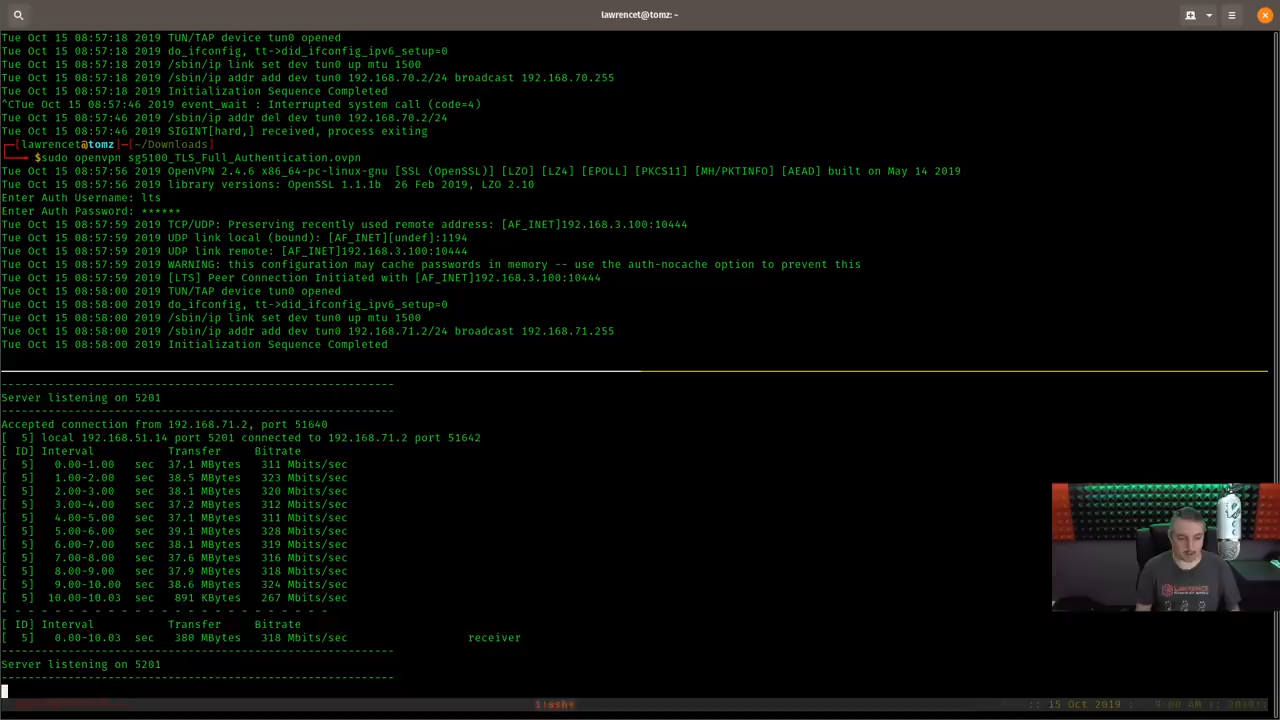 lawrencet@tomz: ~
Tue Oct 15 08:57:18 2019 TUN/TAP device tun0 opened
Tue Oct 15 08:57:18 2019 do_ifconfig, tt->did_ifconfig_ipv6_setup=0
Tue Oct 15 08:57:18 2019 /sbin/ip link set dev tun0 up mtu 1500
Tue Oct 15 08:57:18 2019 /sbin/ip addr add dev tun0 192.168.70.2/24 broadcast 192.168.70.255
Tue Oct 15 08:57:18 2019 Initialization Sequence Completed
^CTue Oct 15 08:57:46 2019 event_wait : Interrupted system call (code=4)
Tue Oct 15 08:57:46 2019 /sbin/ip addr del dev tun0 192.168.70.2/24
Tue Oct 15 08:57:46 2019 SIGINT[hard,] received, process exiting
[lawrencet@tomz]—[~/Downloads]
$sudo openvpn sg5100_TLS_Full_Authentication.ovpn
Tue Oct 15 08:57:56 2019 OpenVPN 2.4.6 x86_64-pc-linux-gnu [SSL (OpenSSL)] [LZO] [LZ4] [EPOLL] [PKCS11] [MH/PKTINFO] [AEAD] built on May 14 2019
Tue Oct 15 08:57:56 2019 library versions: OpenSSL 1.1.1b  26 Feb 2019, LZO 2.10
Enter Auth Username: lts
Enter Auth Password: ******
Tue Oct 15 08:57:59 2019 TCP/UDP: Preserving recently used remote address: [AF_INET]192.168.3.100:10444
Tue Oct 15 08:57:59 2019 UDP link local (bound): [AF_INET][undef]:1194
Tue Oct 15 08:57:59 2019 UDP link remote: [AF_INET]192.168.3.100:10444
Tue Oct 15 08:57:59 2019 WARNING: this configuration may cache passwords in memory -- use the auth-nocache option to prevent this
Tue Oct 15 08:57:59 2019 [LTS] Peer Connection Initiated with [AF_INET]192.168.3.100:10444
Tue Oct 15 08:58:00 2019 TUN/TAP device tun0 opened
Tue Oct 15 08:58:00 2019 do_ifconfig, tt->did_ifconfig_ipv6_setup=0
Tue Oct 15 08:58:00 2019 /sbin/ip link set dev tun0 up mtu 1500
Tue Oct 15 08:58:00 2019 /sbin/ip addr add dev tun0 192.168.71.2/24 broadcast 192.168.71.255
Tue Oct 15 08:58:00 2019 Initialization Sequence Completed
-----------------------------------------------------------
Server listening on 5201
-----------------------------------------------------------
Accepted connection from 192.168.71.2, port 51640
[  5] local 192.168.51.14 port 5201 connected to 192.168.71.2 port 51642
[ ID] Interval           Transfer     Bitrate
[  5]   0.00-1.00   sec  37.1 MBytes   311 Mbits/sec
[  5]   1.00-2.00   sec  38.5 MBytes   323 Mbits/sec
[  5]   2.00-3.00   sec  38.1 MBytes   320 Mbits/sec
[  5]   3.00-4.00   sec  37.2 MBytes   312 Mbits/sec
[  5]   4.00-5.00   sec  37.1 MBytes   311 Mbits/sec
[  5]   5.00-6.00   sec  39.1 MBytes   328 Mbits/sec
[  5]   6.00-7.00   sec  38.1 MBytes   319 Mbits/sec
[  5]   7.00-8.00   sec  37.6 MBytes   316 Mbits/sec
[  5]   8.00-9.00   sec  37.9 MBytes   318 Mbits/sec
[  5]   9.00-10.00  sec  38.6 MBytes   324 Mbits/sec
[  5]  10.00-10.03  sec   891 KBytes   267 Mbits/sec
- - - - - - - - - - - - - - - - - - - - - - - - -
[ ID] Interval           Transfer     Bitrate
[  5]   0.00-10.03  sec   380 MBytes   318 Mbits/sec                  receiver
-----------------------------------------------------------
Server listening on 5201
-----------------------------------------------------------
LAWRENCE
15 Oct 2019